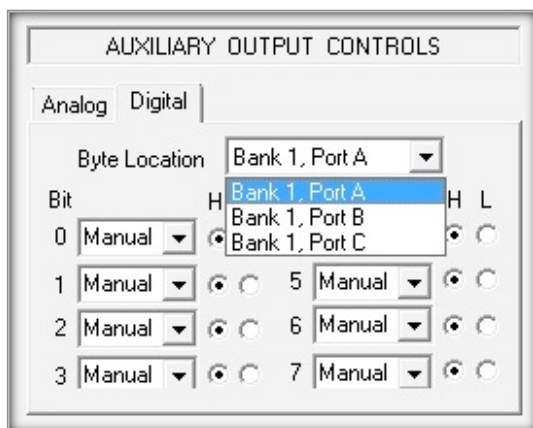 AUXILIARY OUTPUT CONTROLS
Analog Digital
Byte Location Bank 1, Port A
Bank 1, Port A
Bank 1, Port B
Bank 1, Port C
Bit H H L
0 Manual
1 Manual 5 Manual
2 Manual 6 Manual
3 Manual 7 Manual